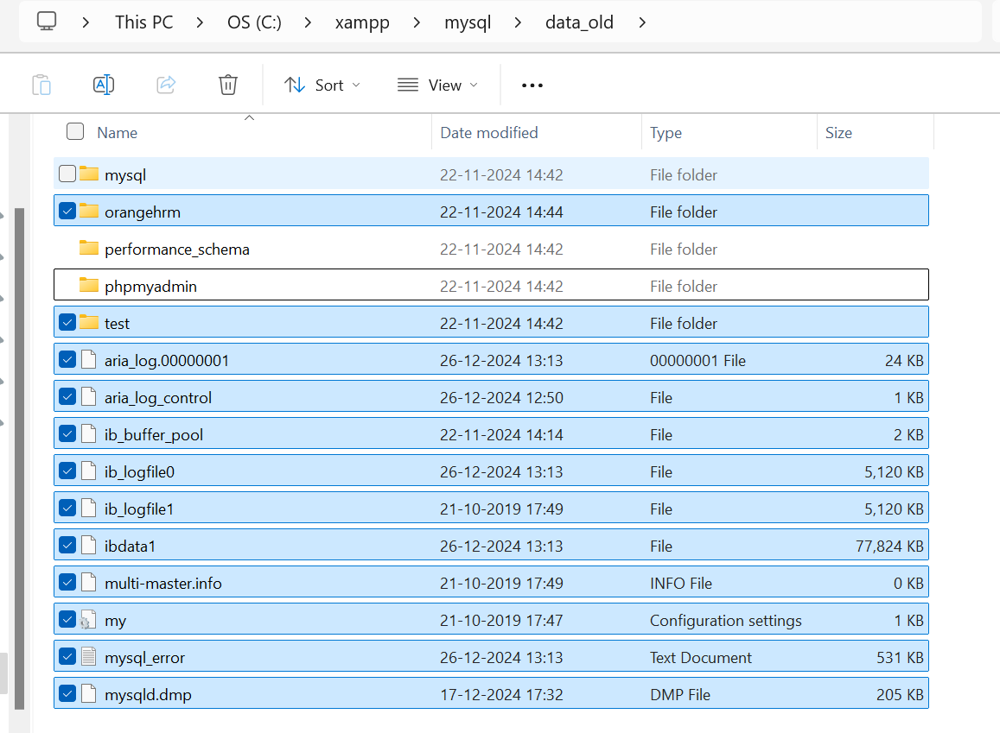 This PC OS (C:) xampp mysql data_old
Sort View
Name Date modified Type Size
mysql 22-11-2024 14:42 File folder
orangehrm 22-11-2024 14:44 File folder
performance_schema 22-11-2024 14:42 File folder
phpmyadmin 22-11-2024 14:42 File folder
test 22-11-2024 14:42 File folder
aria_log.00000001 26-12-2024 13:13 00000001 File 24 KB
aria_log_control 26-12-2024 12:50 File 1 KB
ib_buffer_pool 22-11-2024 14:14 File 2 KB
ib_logfile0 26-12-2024 13:13 File 5,120 KB
ib_logfile1 21-10-2019 17:49 File 5,120 KB
ibdata1 26-12-2024 13:13 File 77,824 KB
multi-master.info 21-10-2019 17:49 INFO File 0 KB
my 21-10-2019 17:47 Configuration settings 1 KB
mysql_error 26-12-2024 13:13 Text Document 531 KB
mysqld.dmp 17-12-2024 17:32 DMP File 205 KB